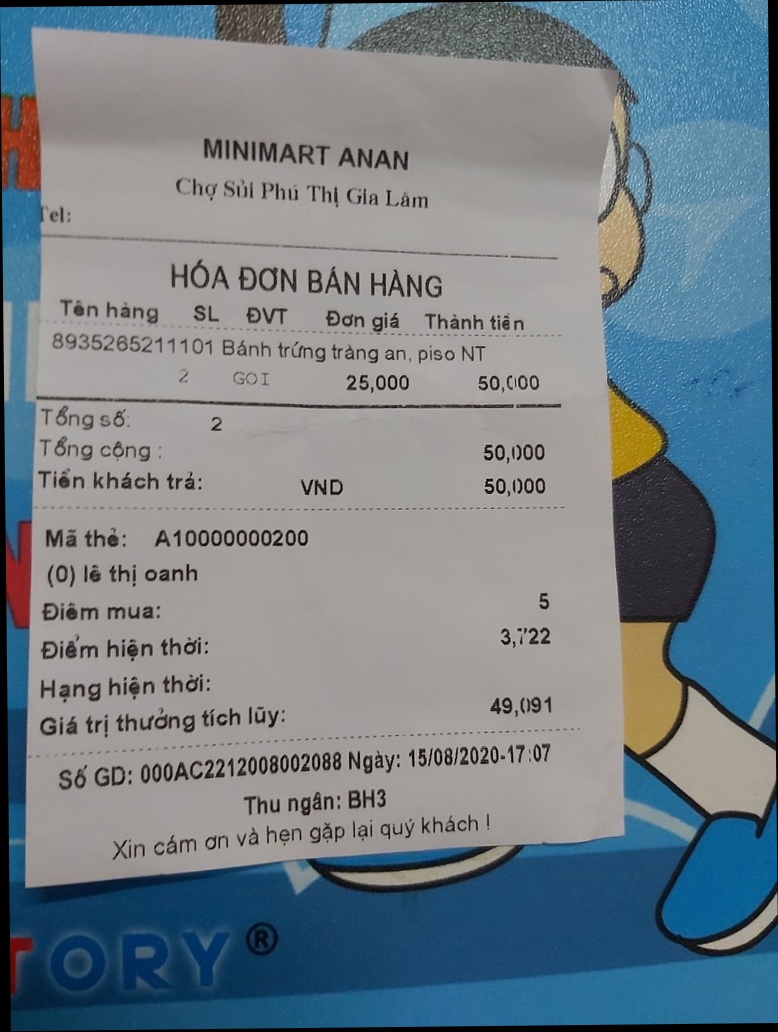 MINIMART ANAN
Chợ Sủi Phú Thị Gia Lâm
Tel:
HÓA ĐƠN BÁN HÀNG
Tên hàng SL ĐVT Đơn giá Thành tiền
8935265211101 Bánh trứng tràng an, piso NT
2 GOI 25,000 50,000
Tổng số: 2
Tổng cộng : 50,000
Tiền khách trả: VND 50,000
Mã thẻ: A10000000200
(0) lê thị oanh
Điểm mua: 5
Điểm hiện thời: 3,722
Hạng hiện thời:
Giá trị thưởng tích lũy: 49,091
Số GD: 000AC2212008002088 Ngày: 15/08/2020-17:07
Thu ngân: BH3
Xin cám ơn và hẹn gặp lại quý khách !
TORY®